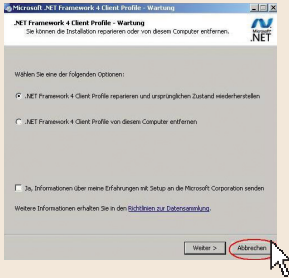 Microsoft .NET Framework 4 Client Profile - Wartung
.NET Framework 4 Client Profile - Wartung
Sie können die Installation reparieren oder von diesem Computer entfernen.
Microsoft
.NET
Wählen Sie eine der folgenden Optionen:
.NET Framework 4 Client Profile reparieren und ursprünglichen Zustand wiederherstellen
.NET Framework 4 Client Profile von diesem Computer entfernen
Ja, Informationen über meine Erfahrungen mit Setup an die Microsoft Corporation senden
Weitere Informationen erhalten Sie in den Richtlinien zur Datensammlung.
Weiter >
Abbrechen